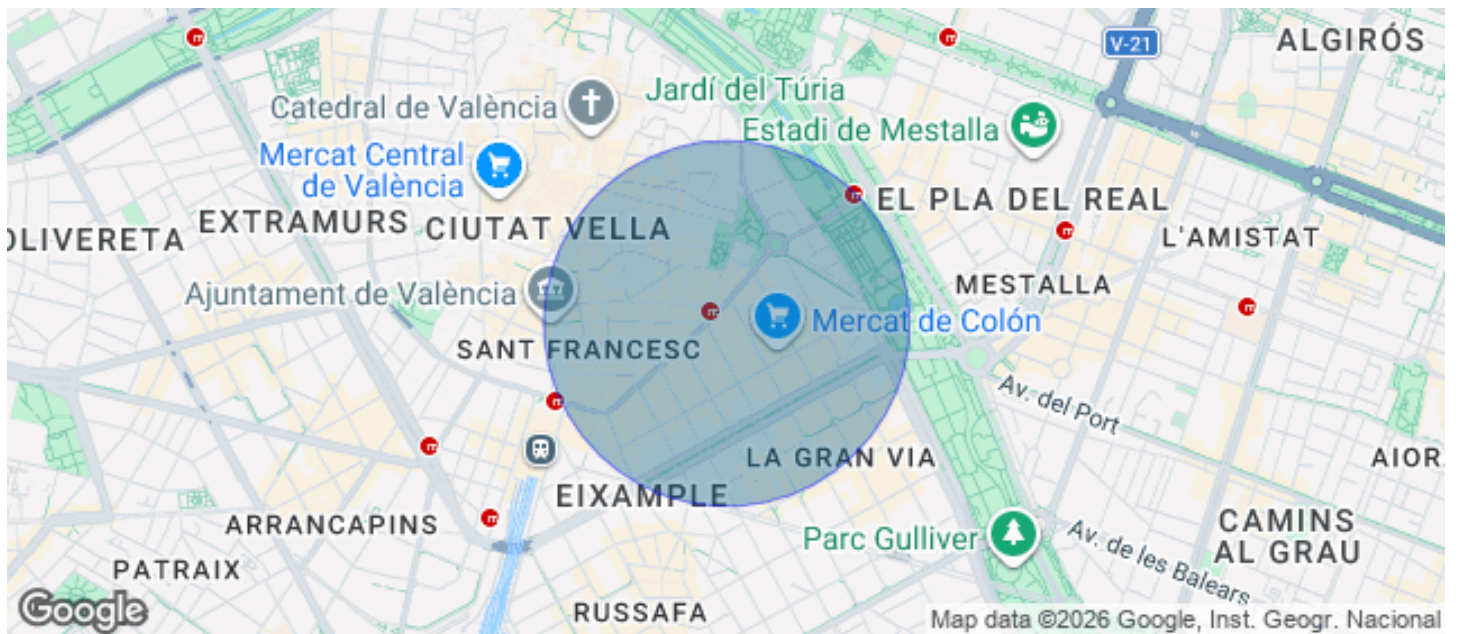 V-21
ALGIRÓS
Jardí del Túria
Catedral de València
Estadi de Mestalla
Mercat Central
de València
EL PLA DEL REAL
EXTRAMURS
CIUTAT VELLA
OLIVERETA
L'AMISTAT
MESTALLA
Ajuntament de València
Mercat de Colón
SANT FRANCESC
Av. del Port
LA GRAN VIA
AIOR
EIXAMPLE
ARRANCAPINS
CAMINS
AL GRAU
Parc Gulliver
Av. de les Balears
PATRAIX
RUSSAFA
Google
Map data ©2026 Google, Inst. Geogr. Nacional